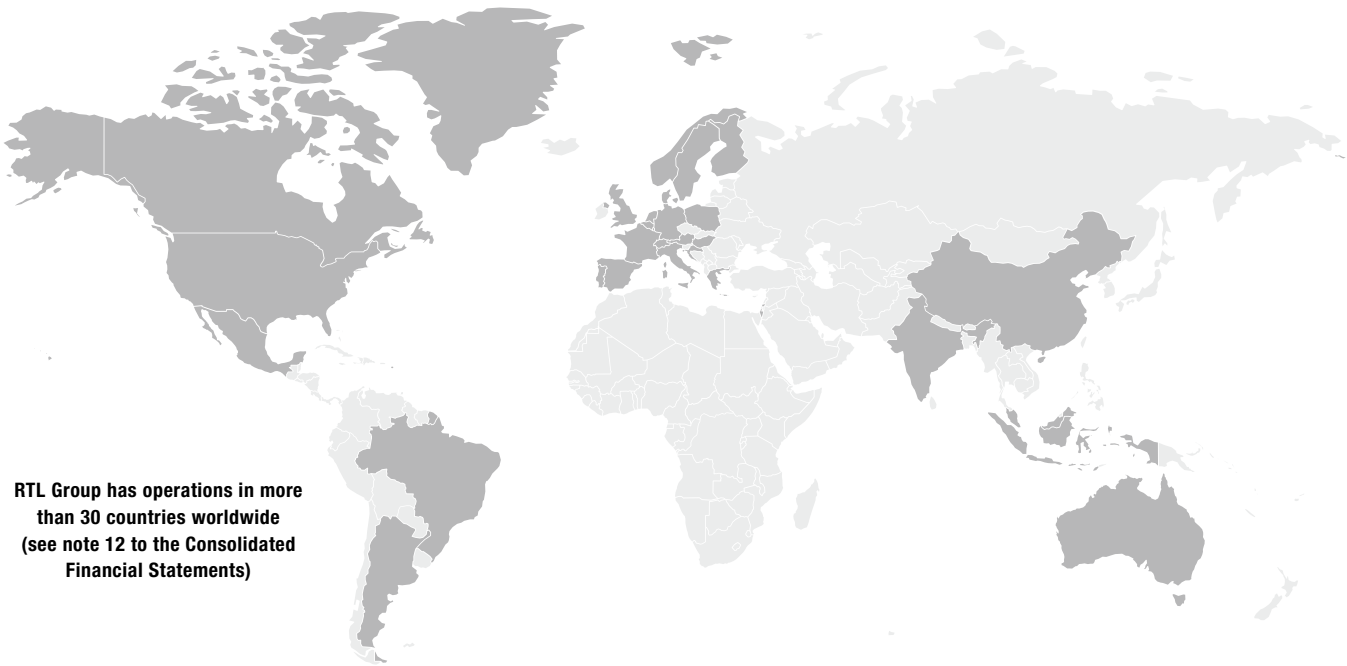 RTL Group has operations in more
than 30 countries worldwide
(see note 12 to the Consolidated
Financial Statements)